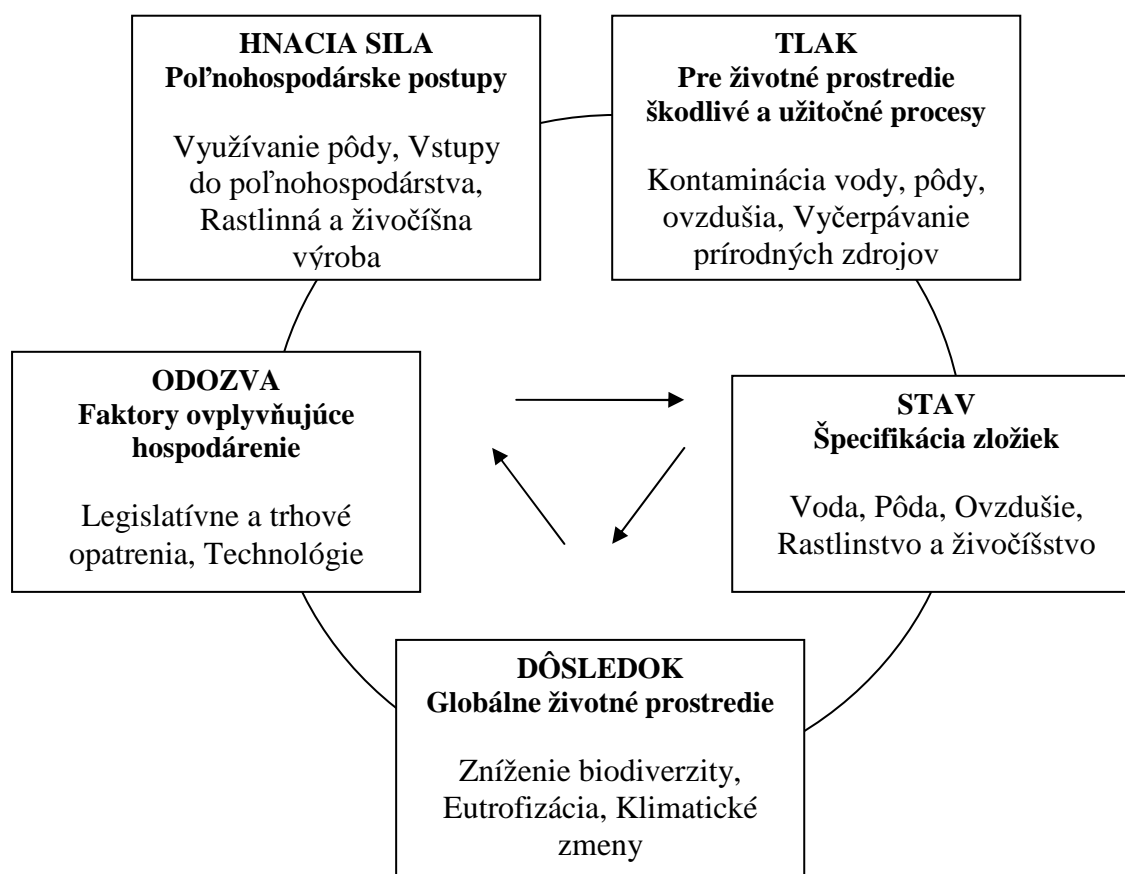 HNACIA SILA
Poľnohospodárske postupy
Využívanie pôdy, Vstupy
do poľnohospodárstva,
Rastlinná a živočíšna
výroba
TLAK
Pre životné prostredie
škodlivé a užitočné procesy
Kontaminácia vody, pôdy,
ovzdušia, Vyčerpávanie
prírodných zdrojov
ODOZVA
Faktory ovplyvňujúce
hospodárenie
Legislatívne a trhové
opatrenia, Technológie
STAV
Špecifikácia zložiek
Voda, Pôda, Ovzdušie,
Rastlinstvo a živočíšstvo
DÔSLEDOK
Globálne životné prostredie
Zníženie biodiverzity,
Eutrofizácia, Klimatické
zmeny